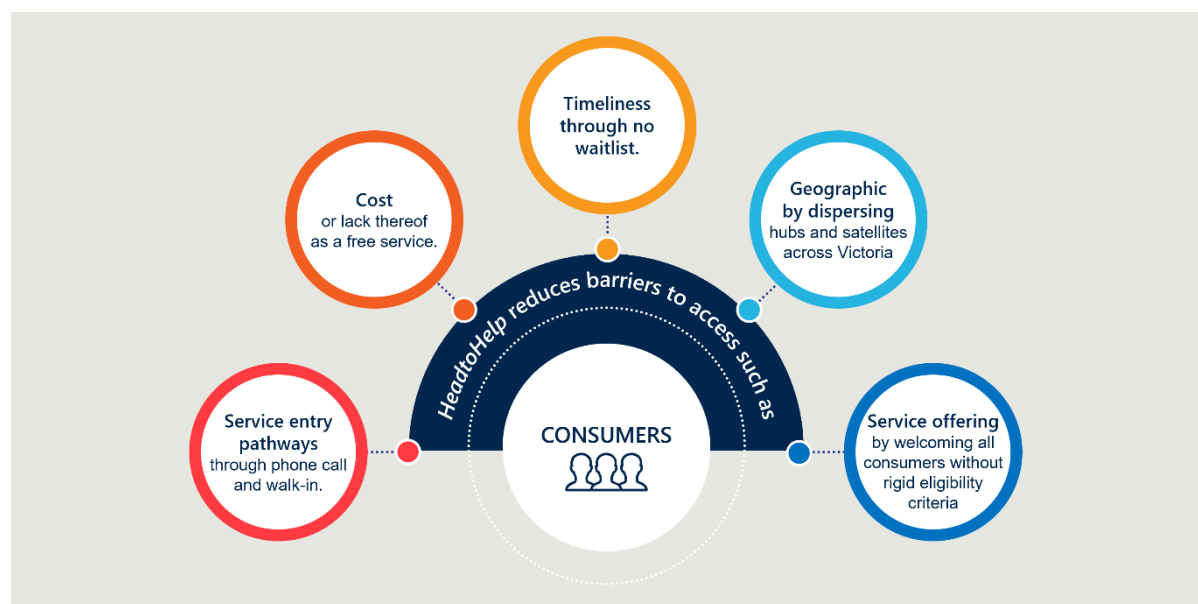 Timeliness
through no
waitlist.
Cost
or lack thereof
as a free service.
Geographic
by dispersing
hubs and satellites
across Victoria
HeadtoHelp reduces barriers to access such as
Service entry
pathways
through phone call
and walk-in.
CONSUMERS
Service offering
by welcoming all
consumers without
rigid eligibility
criteria